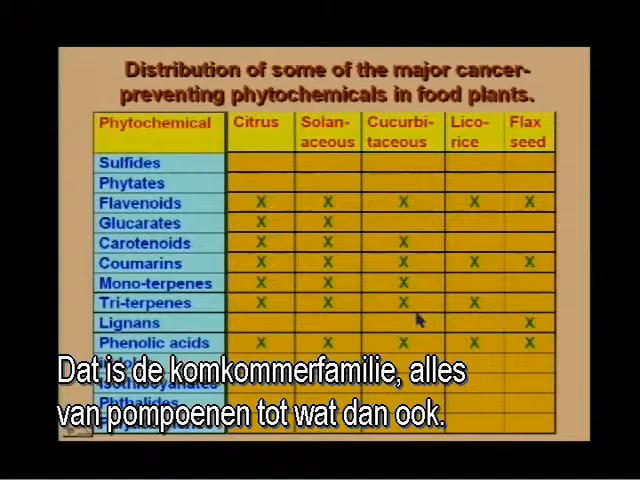 Distribution of some of the major cancer-
preventing phytochemicals in food plants.
Phytochemical Citrus Solan-aceous Cucurbi-taceous Lico-rice Flax seed
Sulfides
Phytates
Flavenoids X X X X X
Glucarates X X
Carotenoids X X X
Coumarins X X X X X
Mono-terpenes X X X
Tri-terpenes X X X X
Lignans X
Phenolic acids X X X X X
Dat is de komkommerfamilie, alles
van pompoenen tot wat dan ook.